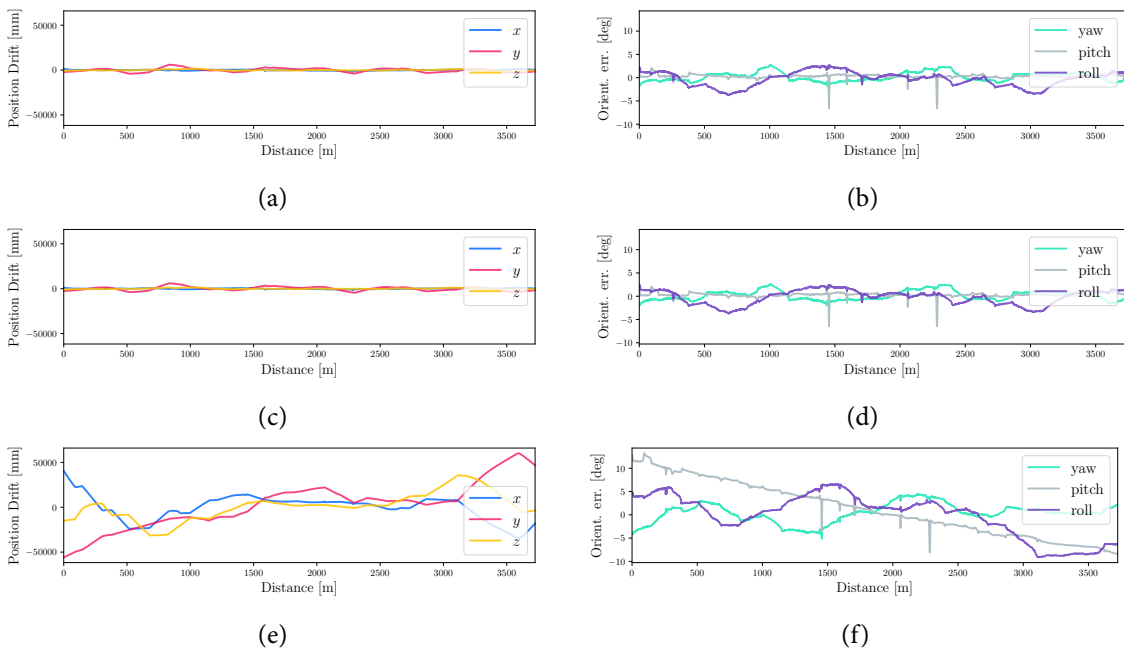 Position Drift [mm]
50000
0
−50000
x
y
z
0 500 1000 1500 2000 2500 3000 3500
Distance [m]
(a)
Orient. err. [deg]
10
5
0
−5
−10
yaw
pitch
roll
0 500 1000 1500 2000 2500 3000 3500
Distance [m]
(b)
Position Drift [mm]
50000
0
−50000
x
y
z
0 500 1000 1500 2000 2500 3000 3500
Distance [m]
(c)
Orient. err. [deg]
10
5
0
−5
−10
yaw
pitch
roll
0 500 1000 1500 2000 2500 3000 3500
Distance [m]
(d)
Position Drift [mm]
50000
0
−50000
x
y
z
0 500 1000 1500 2000 2500 3000 3500
Distance [m]
(e)
Orient. err. [deg]
10
5
0
−5
−10
yaw
pitch
roll
0 500 1000 1500 2000 2500 3000 3500
Distance [m]
(f)